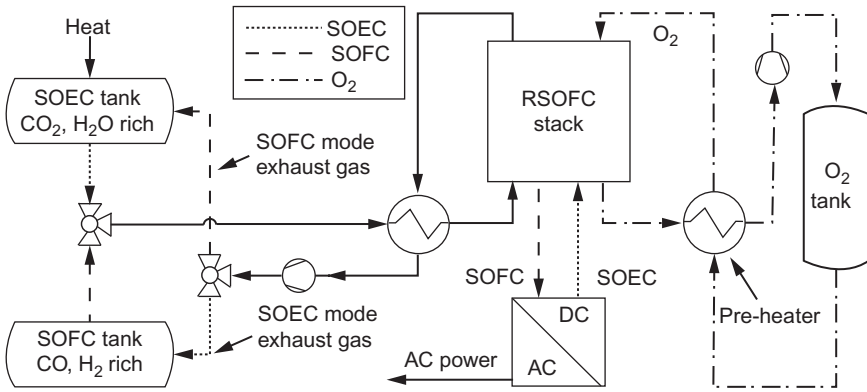 Heat
SOEC
SOFC
O2
O2
SOEC tank
CO2, H2O rich
RSOFC
stack
SOFC mode
exhaust gas
O2
tank
SOFC
SOEC
SOEC mode
exhaust gas
Pre-heater
SOFC tank
CO, H2 rich
DC
AC
AC power